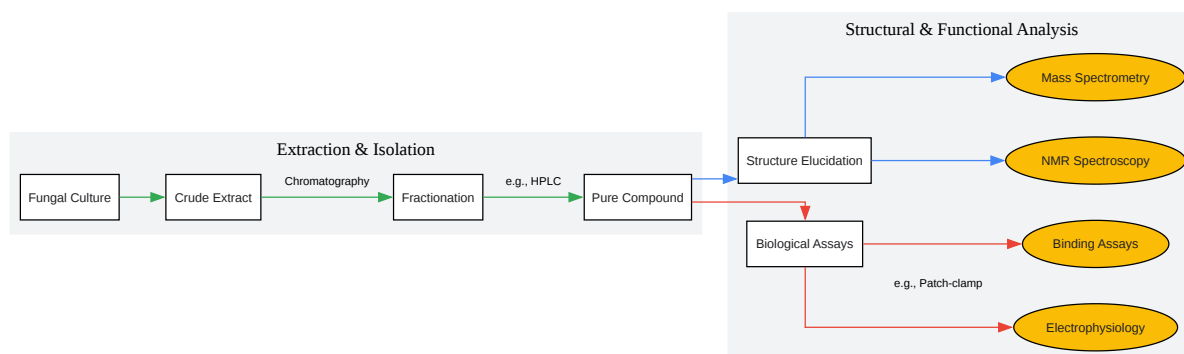 Structural & Functional Analysis
Mass Spectrometry
Extraction & Isolation
Structure Elucidation
NMR Spectroscopy
Fungal Culture
Crude Extract
Chromatography
Fractionation
e.g., HPLC
Pure Compound
Biological Assays
Binding Assays
e.g., Patch-clamp
Electrophysiology